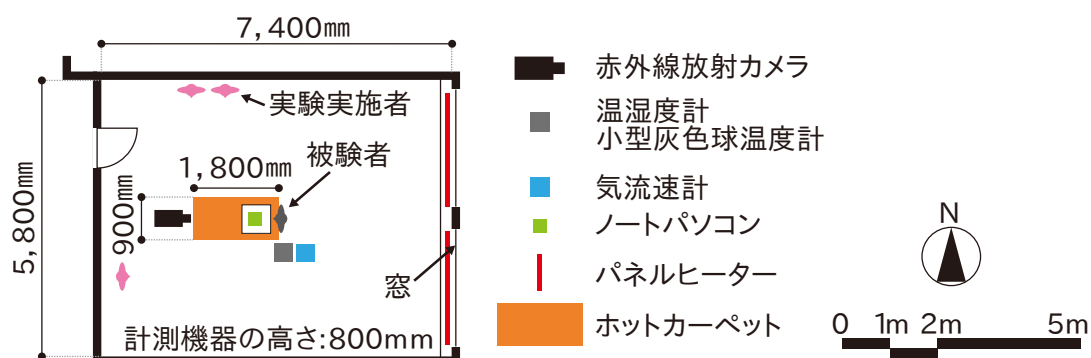 7,400㎜
実験実施者
被験者
1,800㎜
900㎜
5,800㎜
窓
計測機器の高さ:800mm
赤外線放射カメラ
温湿度計
小型灰色球温度計
気流速計
ノートパソコン
パネルヒーター
ホットカーペット
N
0 1m 2m 5m